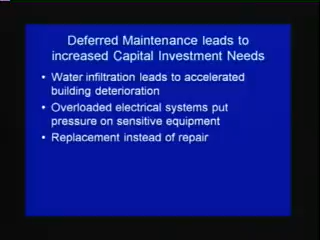 Deferred Maintenance leads to
increased Capital Investment Needs
• Water infiltration leads to accelerated
building deterioration
• Overloaded electrical systems put
pressure on sensitive equipment
• Replacement instead of repair